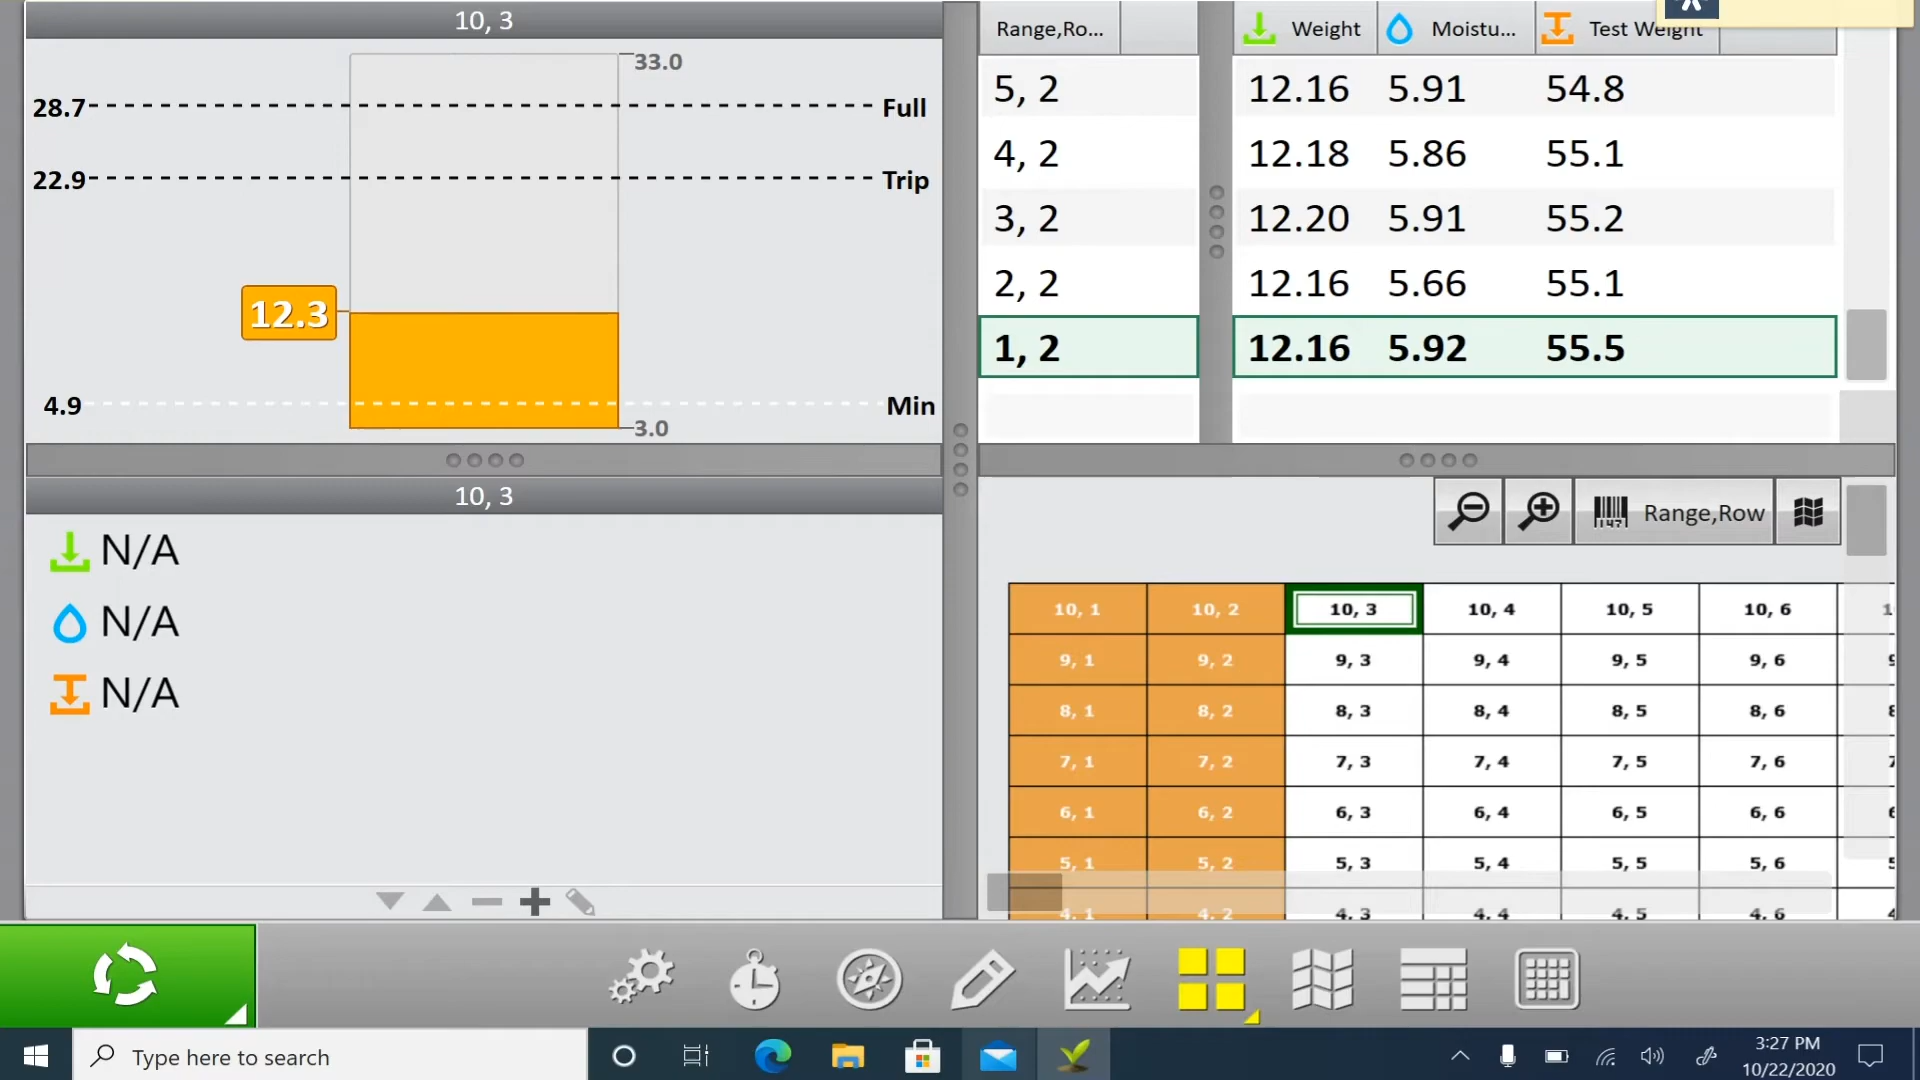 10, 3
33.0
28.7 Full
22.9 Trip
12.3
4.9 Min
3.0
Range,Ro... Weight Moistu... Test Weight
5, 2 12.16 5.91 54.8
4, 2 12.18 5.86 55.1
3, 2 12.20 5.91 55.2
2, 2 12.16 5.66 55.1
1, 2 12.16 5.92 55.5
10, 3
N/A
N/A
N/A
147 Range,Row
10, 1 10, 2 10, 3 10, 4 10, 5 10, 6 1
9, 1 9, 2 9, 3 9, 4 9, 5 9, 6
8, 1 8, 2 8, 3 8, 4 8, 5 8, 6
7, 1 7, 2 7, 3 7, 4 7, 5 7, 6
6, 1 6, 2 6, 3 6, 4 6, 5 6, 6
5, 1 5, 2 5, 3 5, 4 5, 5 5, 6
4, 1 4, 2 4, 3 4, 4 4, 5 4, 6
Type here to search
3:27 PM
10/22/2020